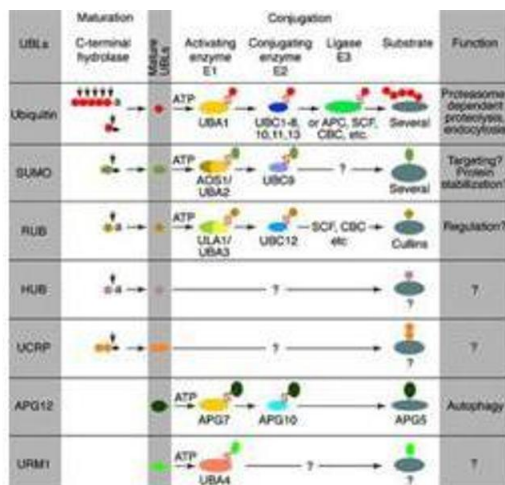 Maturation
Conjugation
UBLs
C-terminal hydrolase
Mature UBLs
Activating enzyme E1
Conjugating enzyme E2
Ligase E3
Substrate
Function
Ubiquitin
a
ATP
UBA1
UBC1-8, 10,11,13
or APC, SCF, CBC, etc.
Several
Proteasome dependent proteolysis, endocytosis
SUMO
ATP
AOS1/ UBA2
UBC9
?
Several
Targeting? Protein stabilization?
RUB
a
ATP
ULA1/ UBA3
UBC12
SCF, CBC etc
Cullins
Regulation?
HUB
?
?
?
UCRP
?
?
?
APG12
ATP
APG7
APG10
APG5
Autophagy
URM1
ATP
UBA4
?
?
?